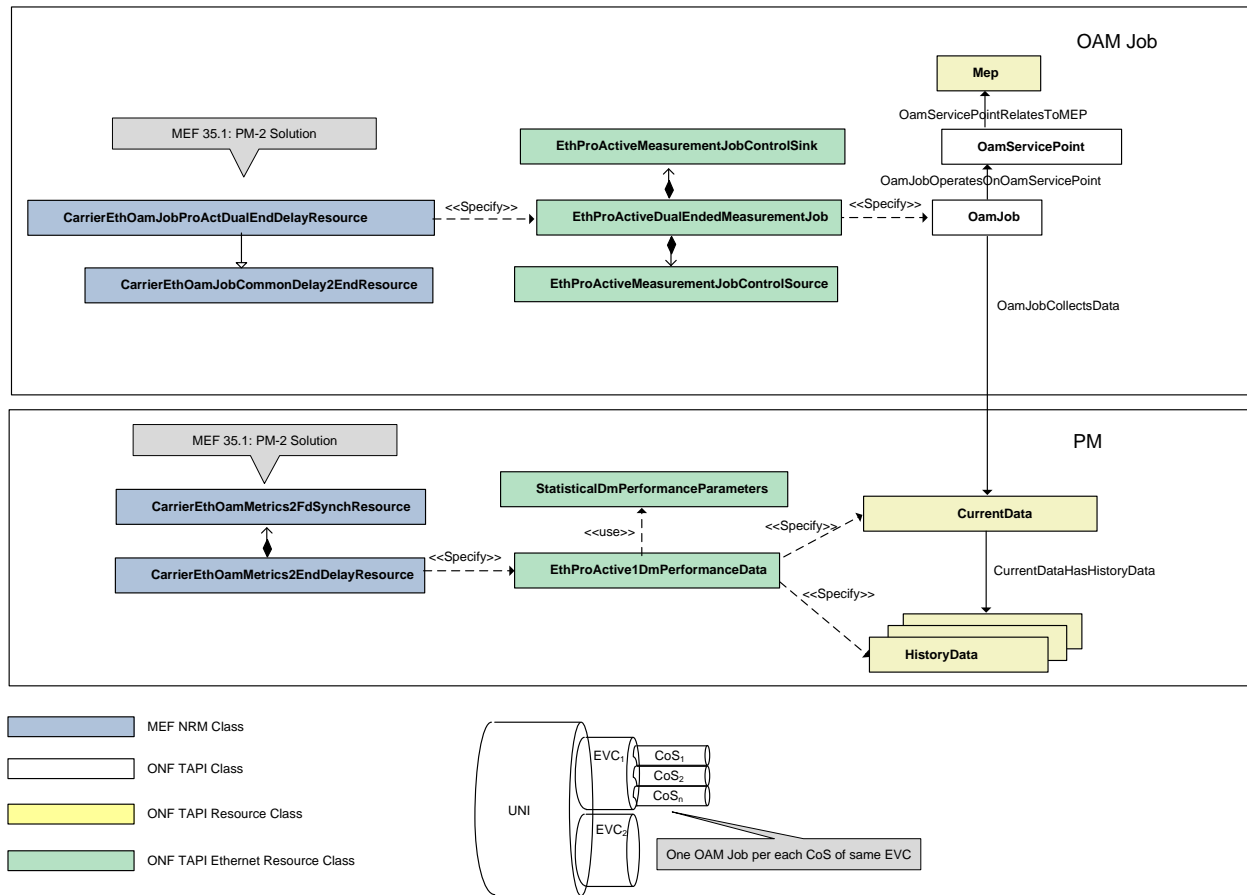 OAM Job
Mep
OamServicePointRelatesToMEP
MEF 35.1: PM-2 Solution
EthProActiveMeasurementJobControlSink
OamServicePoint
OamJobOperatesOnOamServicePoint
CarrierEthOamJobProActDualEndDelayResource
<<Specify>>
EthProActiveDualEndedMeasurementJob
<<Specify>>
OamJob
CarrierEthOamJobCommonDelay2EndResource
EthProActiveMeasurementJobControlSource
OamJobCollectsData
PM
MEF 35.1: PM-2 Solution
StatisticalDmPerformanceParameters
CarrierEthOamMetrics2FdSynchResource
CurrentData
<<use>>
<<Specify>>
CarrierEthOamMetrics2EndDelayResource
<<Specify>>
EthProActive1DmPerformanceData
CurrentDataHasHistoryData
<<Specify>>
HistoryData
MEF NRM Class
ONF TAPI Class
ONF TAPI Resource Class
ONF TAPI Ethernet Resource Class
UNI
EVC1
CoS1
CoS2
CoSn
EVC2
One OAM Job per each CoS of same EVC